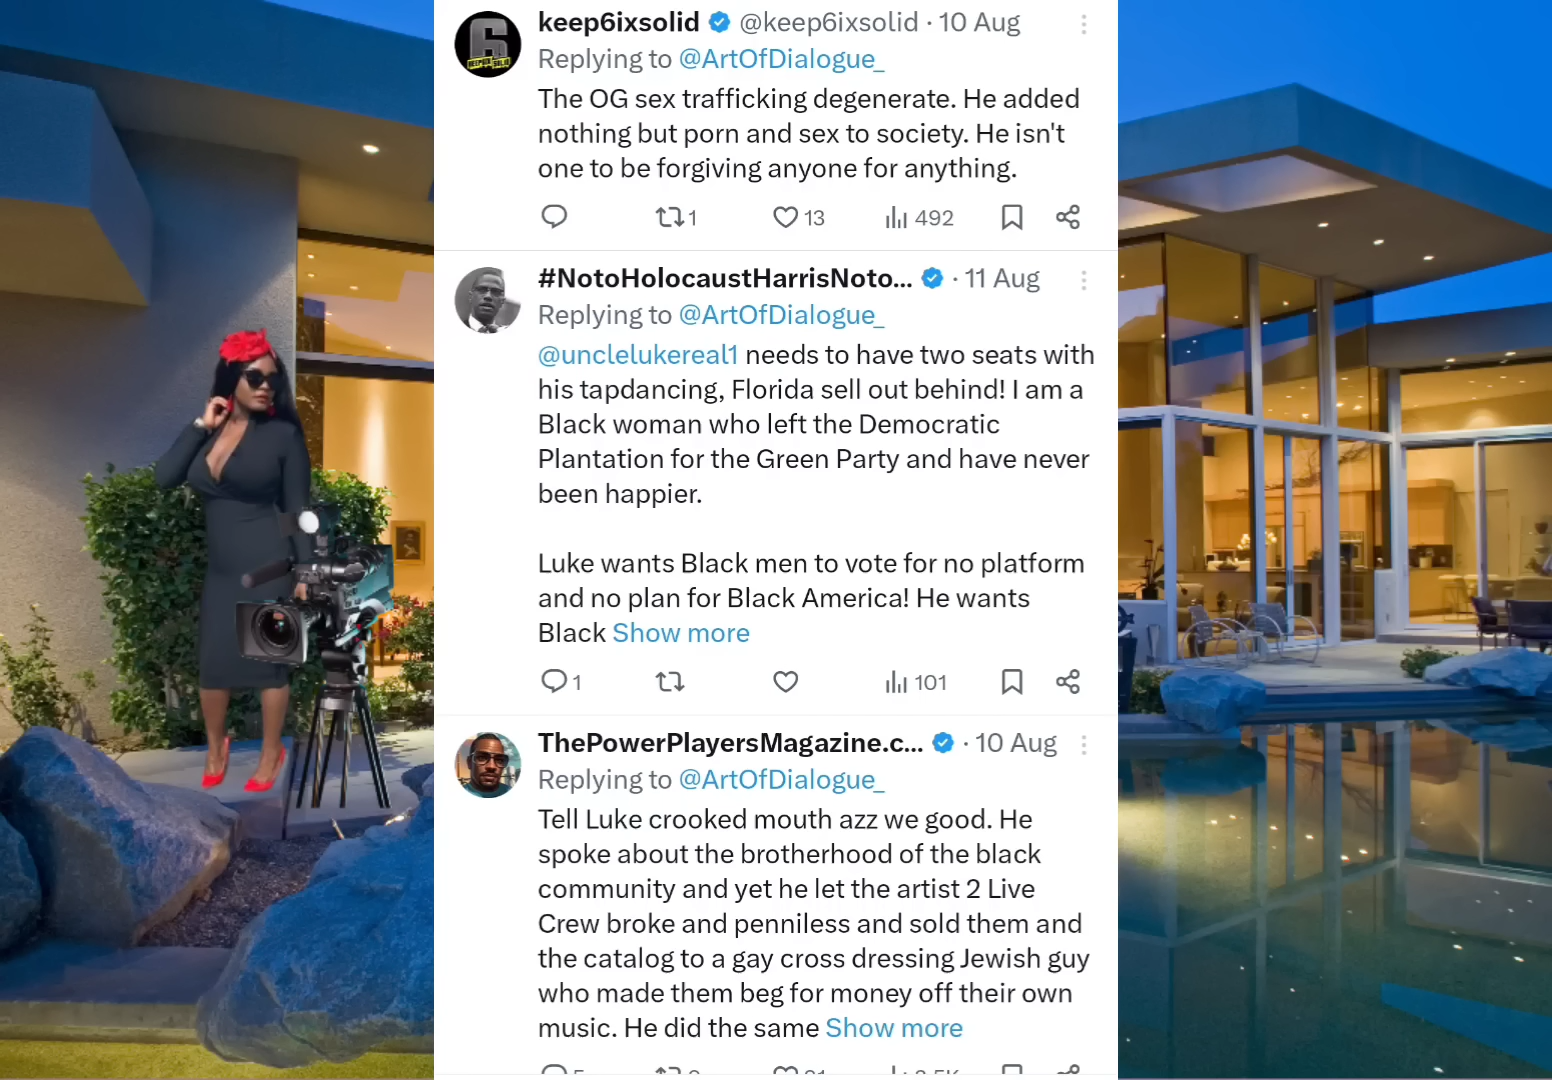 keep6ixsolid @keep6ixsolid · 10 Aug
Replying to @ArtOfDialogue_
The OG sex trafficking degenerate. He added
nothing but porn and sex to society. He isn't
one to be forgiving anyone for anything.
1 13 492
#NotoHolocaustHarrisNoto... · 11 Aug
Replying to @ArtOfDialogue_
@unclelukereal1 needs to have two seats with
his tapdancing, Florida sell out behind! I am a
Black woman who left the Democratic
Plantation for the Green Party and have never
been happier.
Luke wants Black men to vote for no platform
and no plan for Black America! He wants
Black Show more
1 101
ThePowerPlayersMagazine.c... · 10 Aug
Replying to @ArtOfDialogue_
Tell Luke crooked mouth azz we good. He
spoke about the brotherhood of the black
community and yet he let the artist 2 Live
Crew broke and penniless and sold them and
the catalog to a gay cross dressing Jewish guy
who made them beg for money off their own
music. He did the same Show more